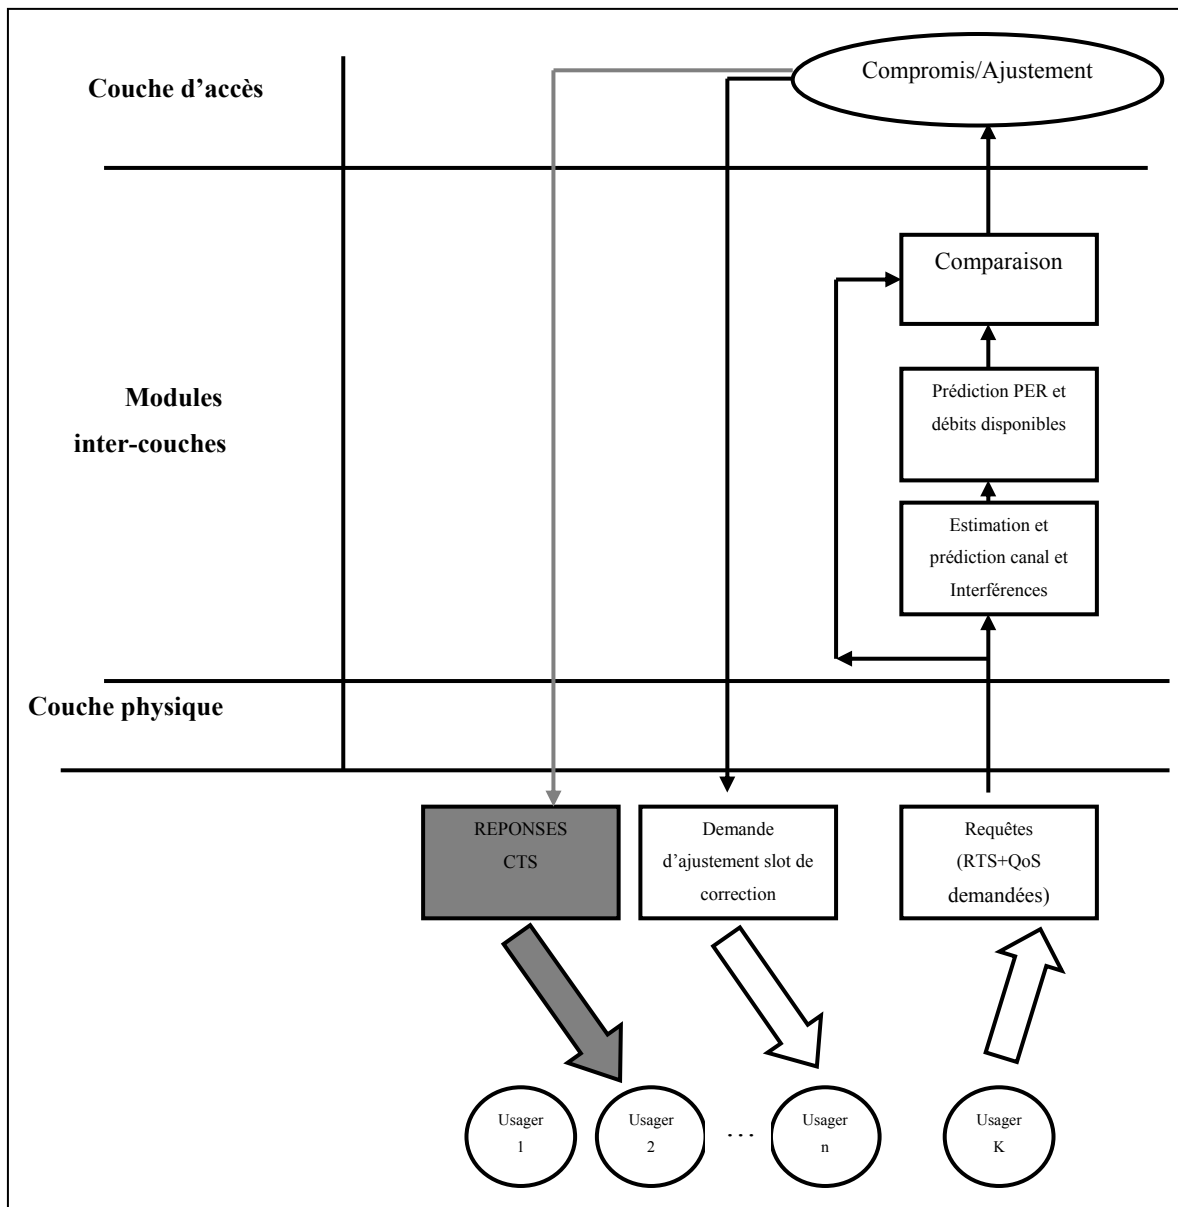 Couche d'accès
Compromis/Ajustement
Modules
inter-couches
Comparaison
Prédiction PER et
débits disponibles
Estimation et
prédiction canal et
Interférences
Couche physique
REPONSES
CTS
Demande
d'ajustement slot de
correction
Requêtes
(RTS+QoS
demandées)
Usager
1
Usager
2
...
Usager
n
Usager
K